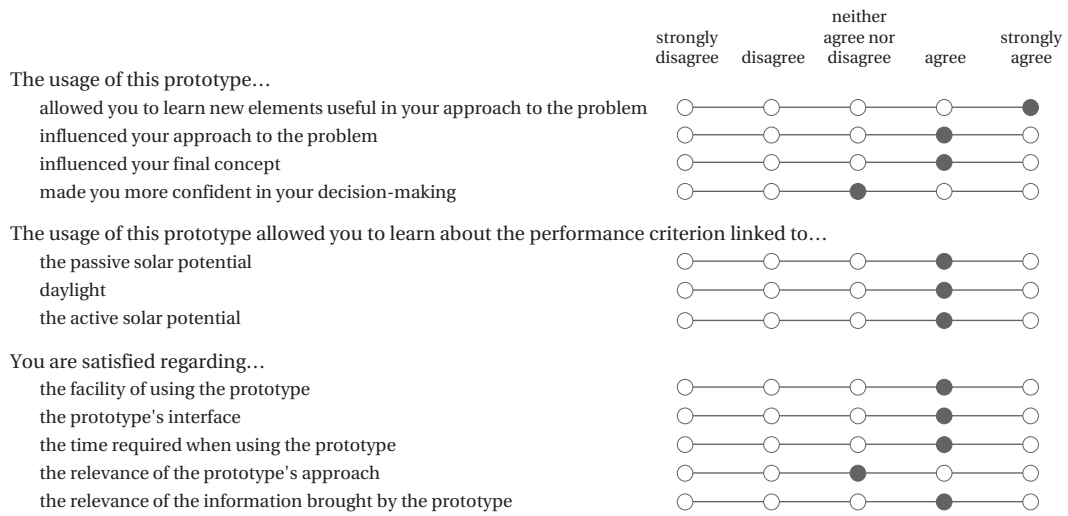 strongly disagree
disagree
neither agree nor disagree
agree
strongly agree
The usage of this prototype…
allowed you to learn new elements useful in your approach to the problem
influenced your approach to the problem
influenced your final concept
made you more confident in your decision-making
The usage of this prototype allowed you to learn about the performance criterion linked to…
the passive solar potential
daylight
the active solar potential
You are satisfied regarding…
the facility of using the prototype
the prototype's interface
the time required when using the prototype
the relevance of the prototype's approach
the relevance of the information brought by the prototype